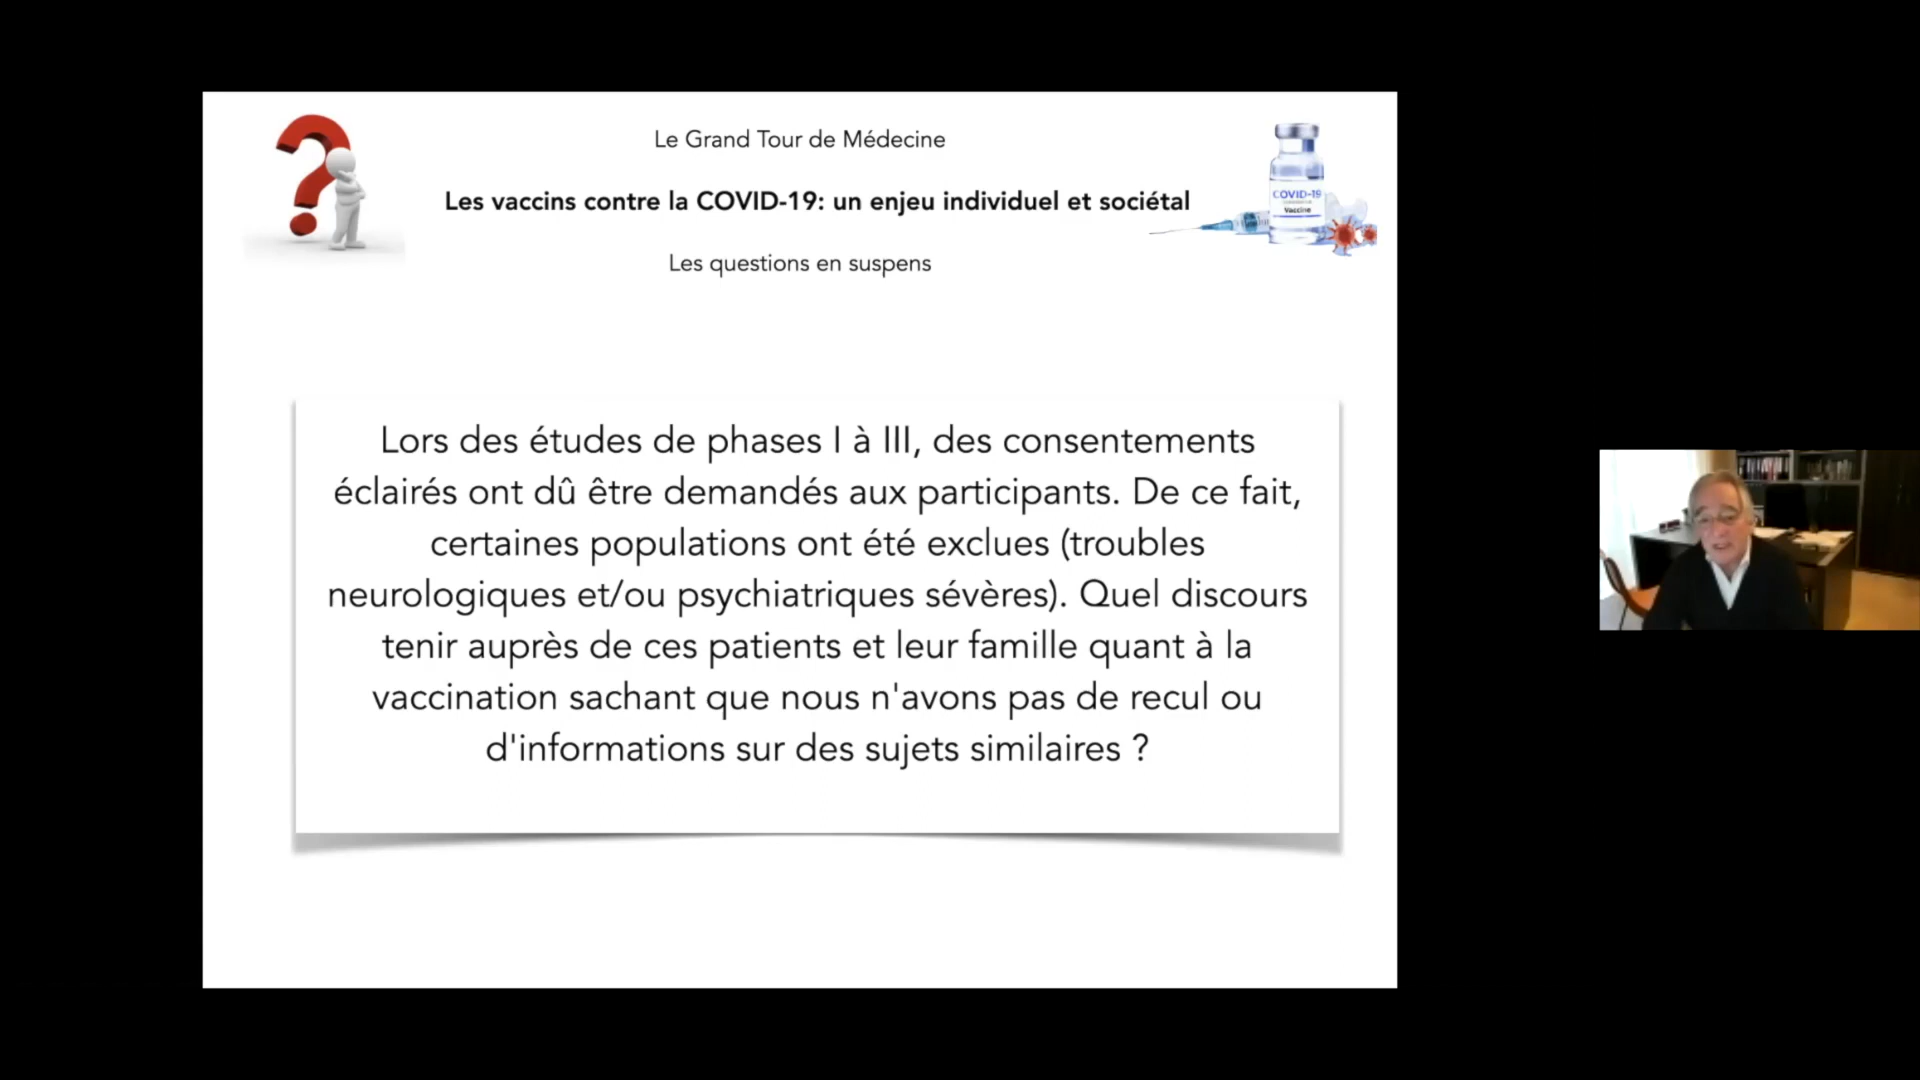 Le Grand Tour de Médecine
Les vaccins contre la COVID-19: un enjeu individuel et sociétal
COVID-19
Vaccine
Les questions en suspens
Lors des études de phases I à III, des consentements
éclairés ont dû être demandés aux participants. De ce fait,
certaines populations ont été exclues (troubles
neurologiques et/ou psychiatriques sévères). Quel discours
tenir auprès de ces patients et leur famille quant à la
vaccination sachant que nous n'avons pas de recul ou
d'informations sur des sujets similaires ?